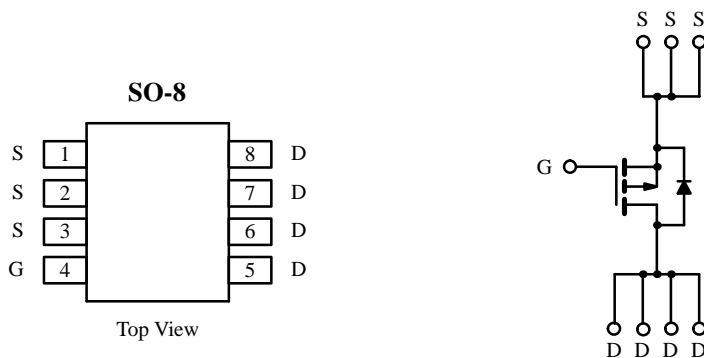 SO-8
S 1 8 D
S 2 7 D
S 3 6 D
G 4 5 D
Top View
S S S
G
D D D D